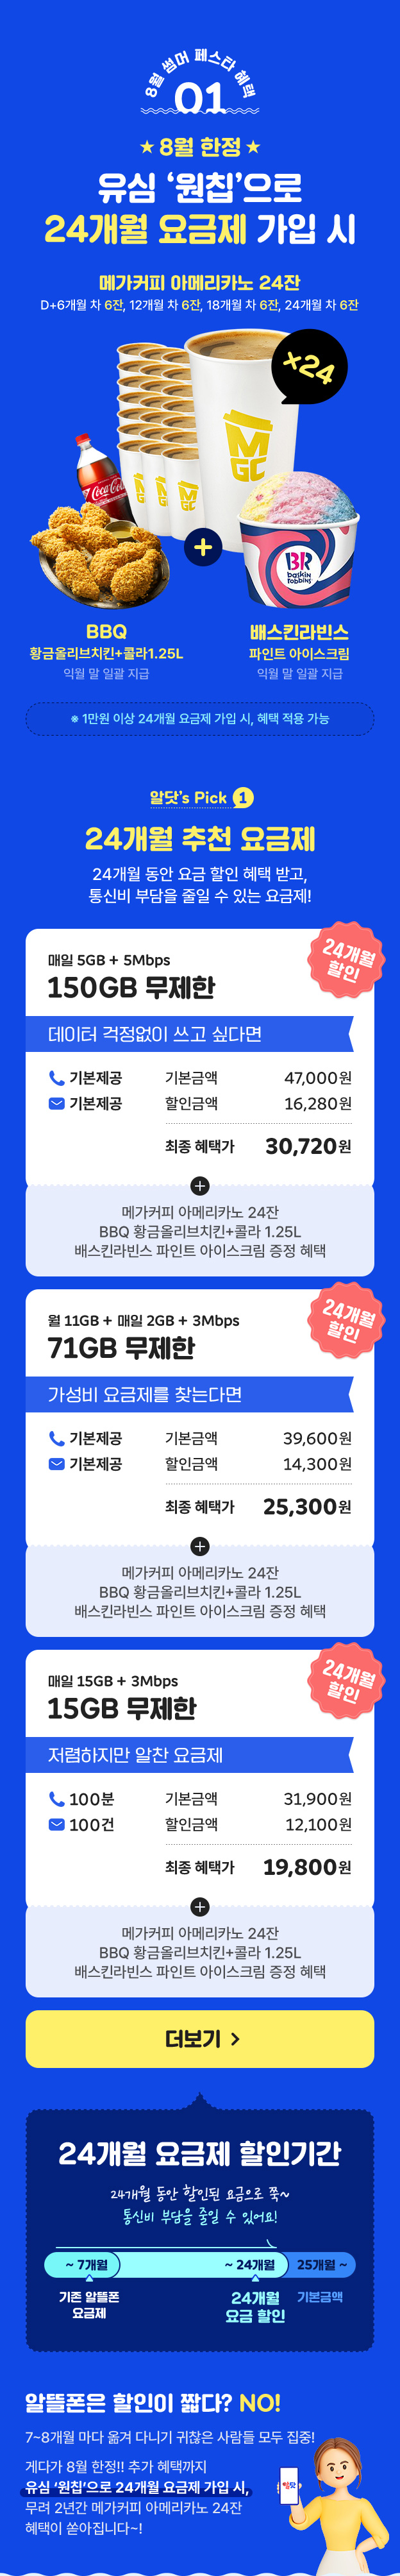 8월 썸머 페스타 혜택
01
★ 8월 한정 ★
유심 ‘원칩’으로
24개월 요금제 가입 시
메가커피 아메리카노 24잔
D+6개월 차 6잔, 12개월 차 6잔, 18개월 차 6잔, 24개월 차 6잔
×24
MGC
Coca-Cola
+
BR
baskin
robbins
BBQ
황금올리브치킨+콜라1.25L
익월 말 일괄 지급
배스킨라빈스
파인트 아이스크림
익월 말 일괄 지급
※ 1만원 이상 24개월 요금제 가입 시, 혜택 적용 가능
알닷’s Pick 1
24개월 추천 요금제
24개월 동안 요금 할인 혜택 받고,
통신비 부담을 줄일 수 있는 요금제!
24개월
할인
매일 5GB + 5Mbps
150GB 무제한
데이터 걱정없이 쓰고 싶다면
기본제공 기본금액 47,000원
기본제공 할인금액 16,280원
최종 혜택가 30,720원
+
메가커피 아메리카노 24잔
BBQ 황금올리브치킨+콜라 1.25L
배스킨라빈스 파인트 아이스크림 증정 혜택
24개월
할인
월 11GB + 매일 2GB + 3Mbps
71GB 무제한
가성비 요금제를 찾는다면
기본제공 기본금액 39,600원
기본제공 할인금액 14,300원
최종 혜택가 25,300원
+
메가커피 아메리카노 24잔
BBQ 황금올리브치킨+콜라 1.25L
배스킨라빈스 파인트 아이스크림 증정 혜택
24개월
할인
매일 15GB + 3Mbps
15GB 무제한
저렴하지만 알찬 요금제
100분 기본금액 31,900원
100건 할인금액 12,100원
최종 혜택가 19,800원
+
메가커피 아메리카노 24잔
BBQ 황금올리브치킨+콜라 1.25L
배스킨라빈스 파인트 아이스크림 증정 혜택
더보기 >
24개월 요금제 할인기간
24개월 동안 할인된 요금으로 쭉~
통신비 부담을 줄일 수 있어요!
~ 7개월 ~ 24개월 25개월 ~
기존 알뜰폰
요금제
24개월
요금 할인
기본금액
알뜰폰은 할인이 짧다? NO!
7~8개월 마다 옮겨 다니기 귀찮은 사람들 모두 집중!
게다가 8월 한정!! 추가 혜택까지
유심 ‘원칩’으로 24개월 요금제 가입 시,
무려 2년간 메가커피 아메리카노 24잔
혜택이 쏟아집니다~!
알닷